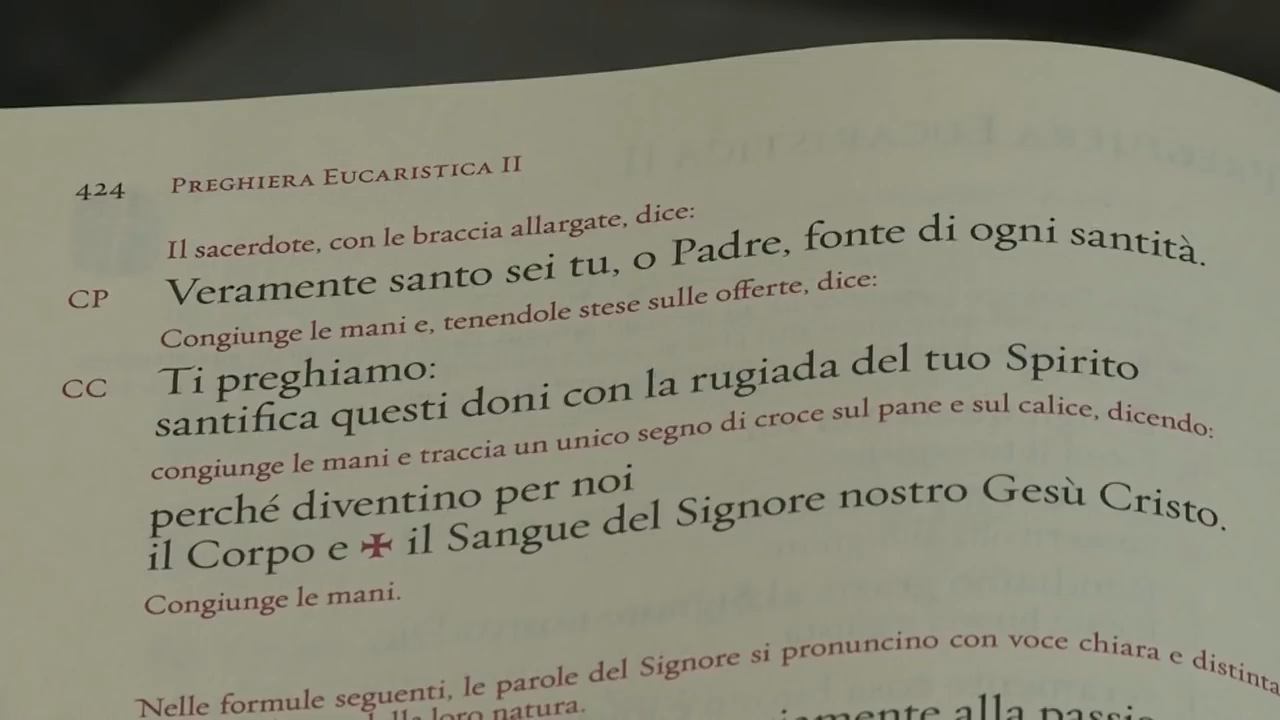 424 PREGHIERA EUCARISTICA II
Il sacerdote, con le braccia allargate, dice:
CP Veramente santo sei tu, o Padre, fonte di ogni santità.
Congiunge le mani e, tenendole stese sulle offerte, dice:
CC Ti preghiamo:
santifica questi doni con la rugiada del tuo Spirito
congiunge le mani e traccia un unico segno di croce sul pane e sul calice, dicendo:
perché diventino per noi
il Corpo e ✠ il Sangue del Signore nostro Gesù Cristo.
Congiunge le mani.
Nelle formule seguenti, le parole del Signore si pronuncino con voce chiara e distinta
loro natura.
alla